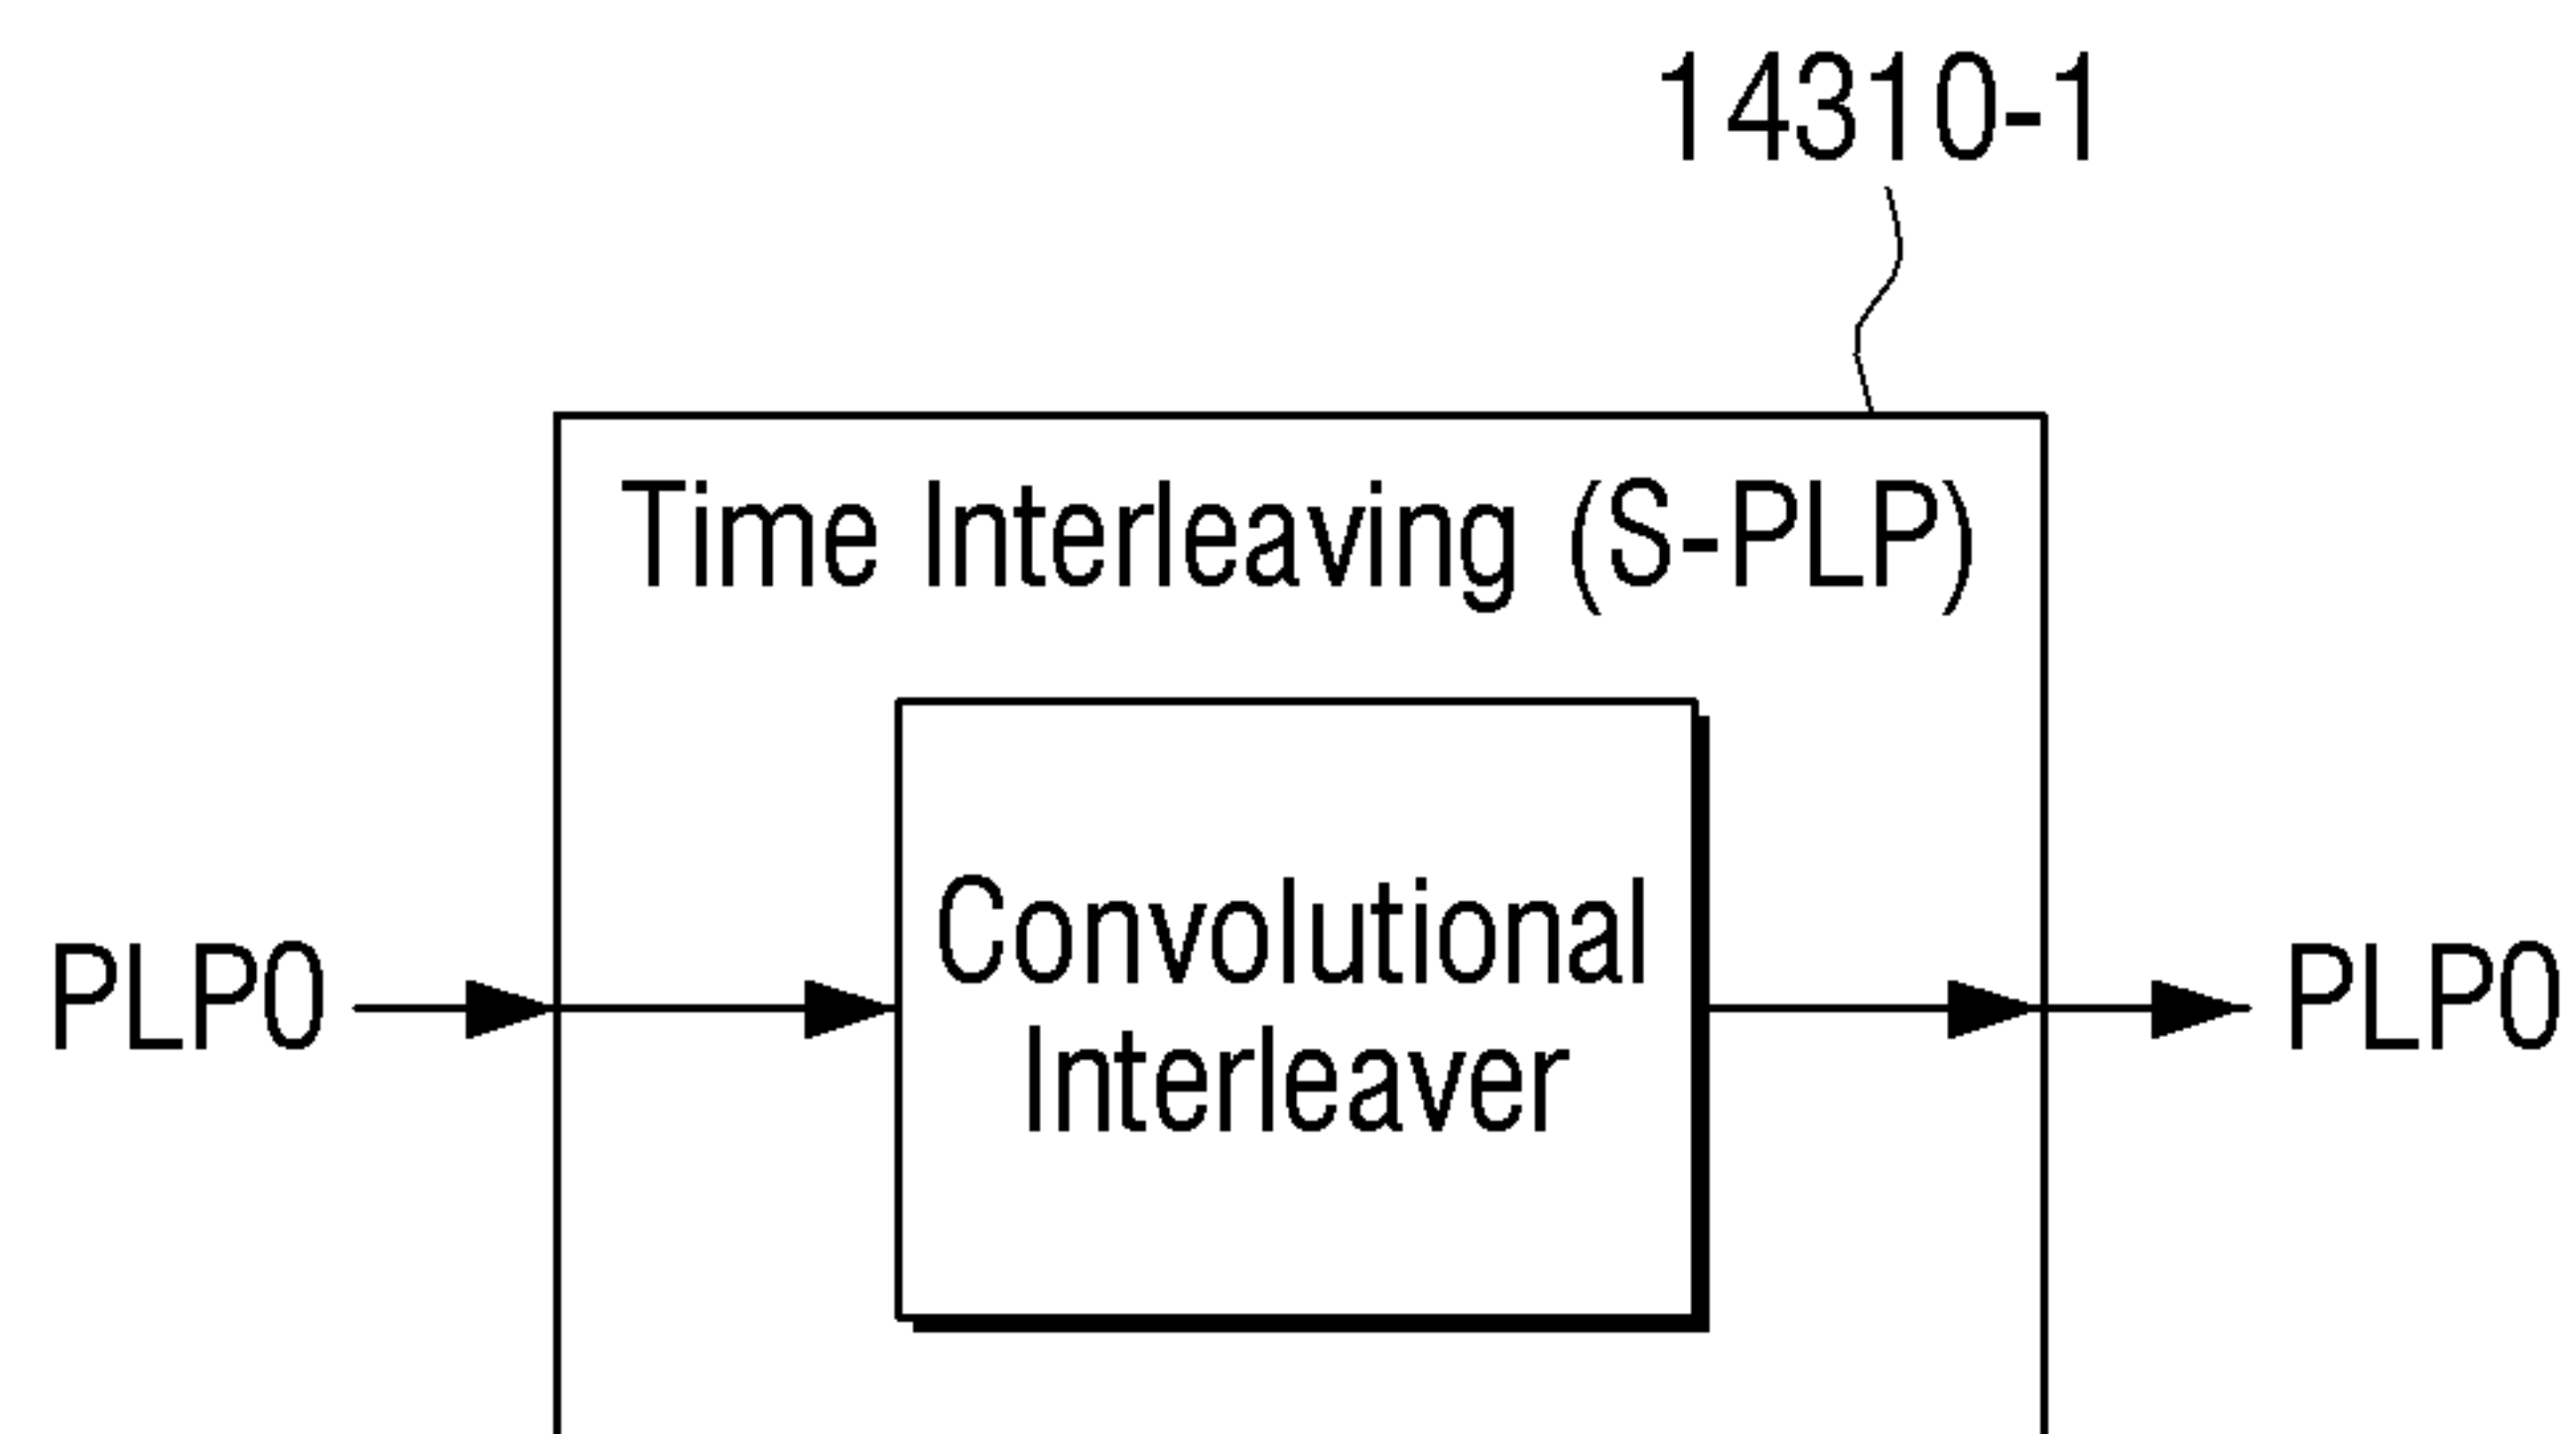 14310-1
Time Interleaving (S-PLP)
Convolutional
Interleaver
PLP0
PLP0